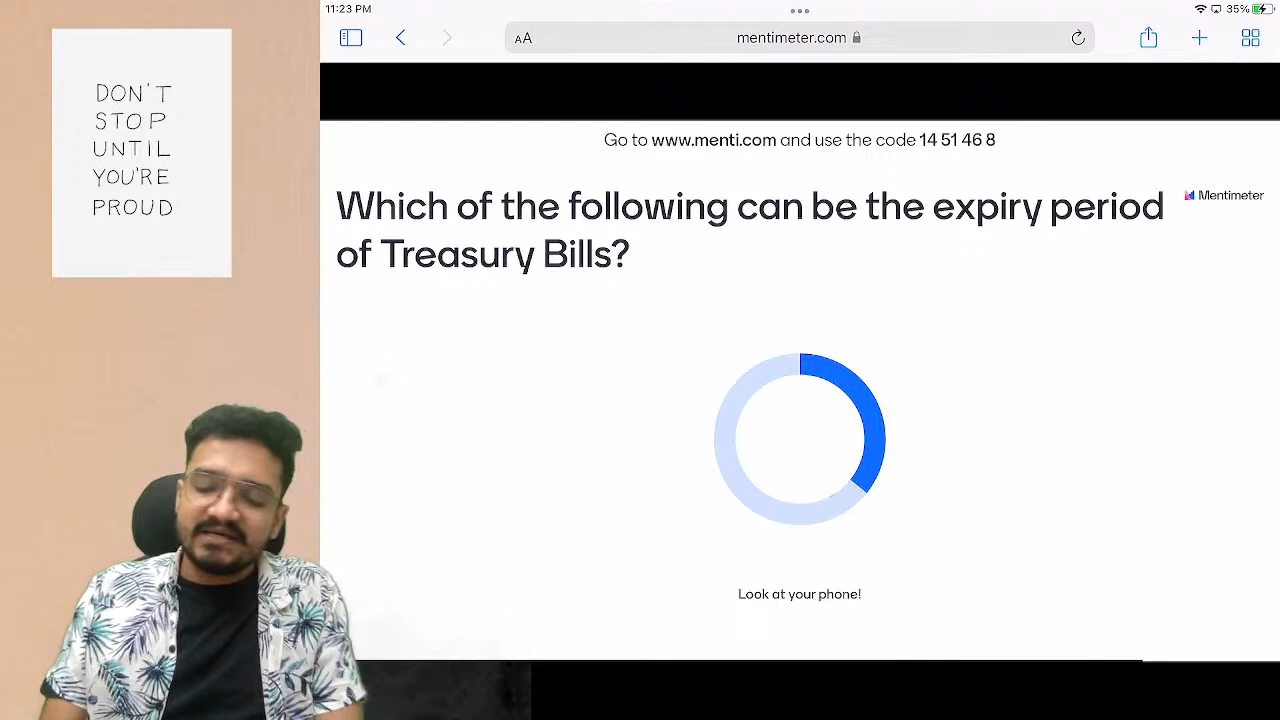 DON'T
STOP
UNTIL
YOU'RE
PROUD
11:23 PM
35%
AA
mentimeter.com
Go to www.menti.com and use the code 14 51 46 8
Which of the following can be the expiry period
of Treasury Bills?
Mentimeter
Look at your phone!